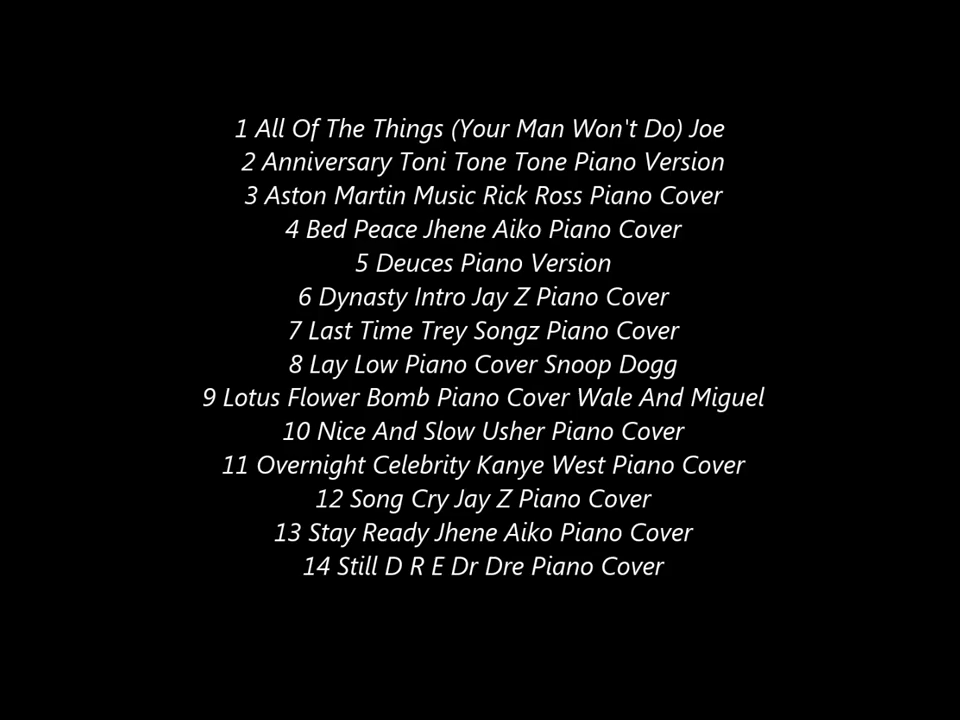 1 All Of The Things (Your Man Won't Do) Joe
2 Anniversary Toni Tone Tone Piano Version
3 Aston Martin Music Rick Ross Piano Cover
4 Bed Peace Jhene Aiko Piano Cover
5 Deuces Piano Version
6 Dynasty Intro Jay Z Piano Cover
7 Last Time Trey Songz Piano Cover
8 Lay Low Piano Cover Snoop Dogg
9 Lotus Flower Bomb Piano Cover Wale And Miguel
10 Nice And Slow Usher Piano Cover
11 Overnight Celebrity Kanye West Piano Cover
12 Song Cry Jay Z Piano Cover
13 Stay Ready Jhene Aiko Piano Cover
14 Still D R E Dr Dre Piano Cover